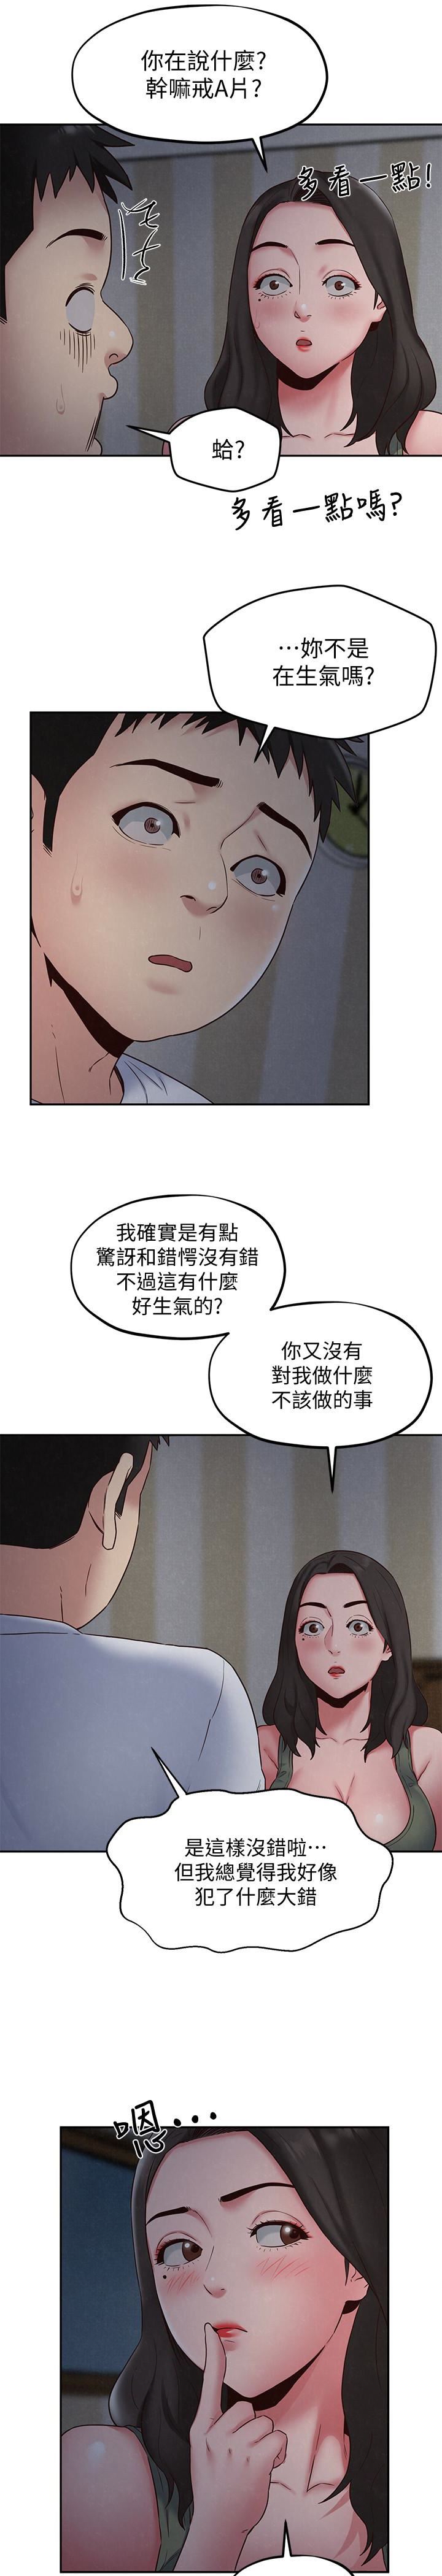 你在說什麼?
幹嘛戒A片?
多看一點!
蛤?
多看一點嗎?
…妳不是
在生氣嗎?
我確實是有點
驚訝和錯愕沒有錯
不過這有什麼
好生氣的?
你又沒有
對我做什麼
不該做的事
是這樣沒錯啦…
但我總覺得我好像
犯了什麼大錯
嗯…